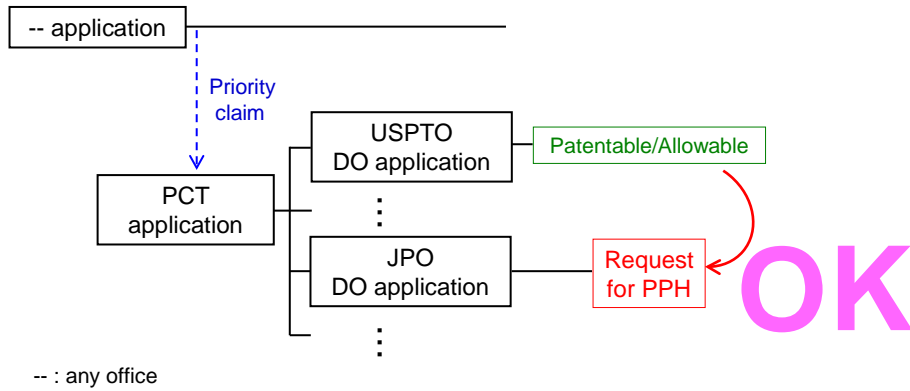 -- application
Priority
claim
USPTO
DO application
Patentable/Allowable
PCT
application
JPO
DO application
Request
for PPH
OK
-- : any office